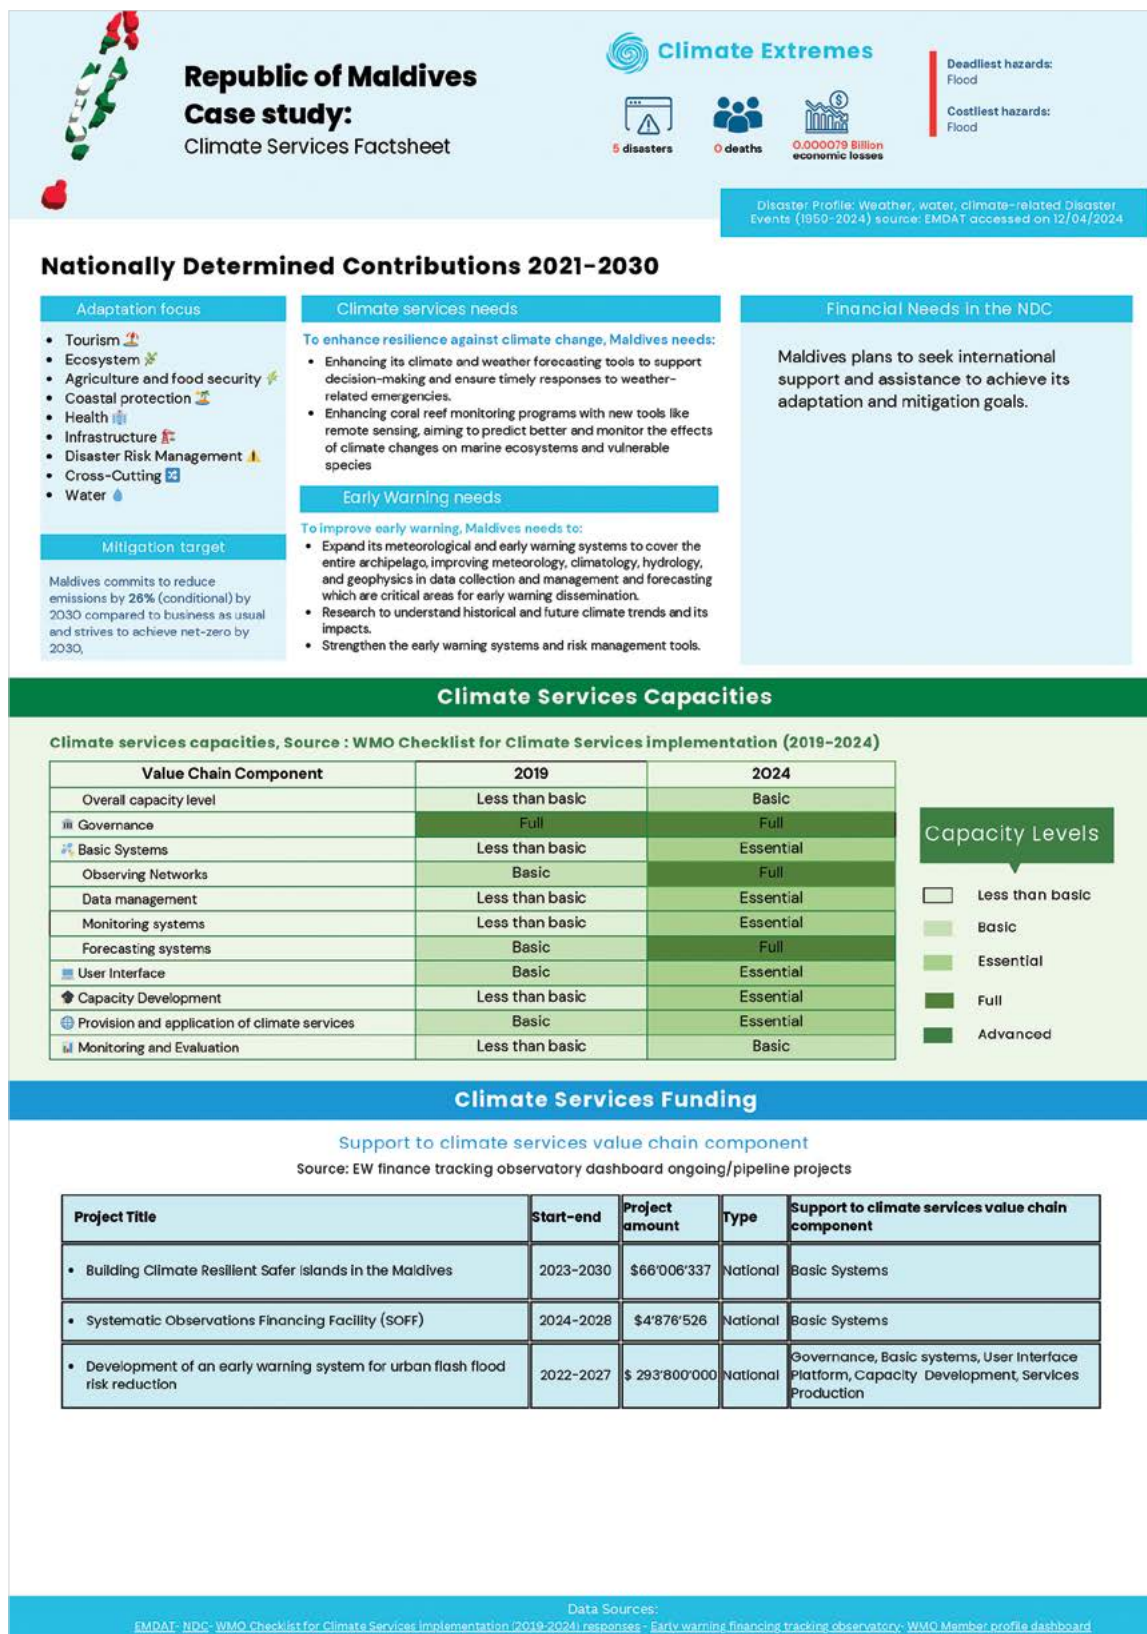 Republic of Maldives
Case study:
Climate Services Factsheet
Climate Extremes
5 disasters
0 deaths
0.000079 Billion
economic losses
Deadliest hazards:
Flood
Costliest hazards:
Flood
Disaster Profile: Weather, water, climate-related Disaster
Events (1950-2024) source: EMDAT accessed on 12/04/2024
Nationally Determined Contributions 2021-2030
Adaptation focus
• Tourism
• Ecosystem
• Agriculture and food security
• Coastal protection
• Health
• Infrastructure
• Disaster Risk Management
• Cross-Cutting
• Water
Mitigation target
Maldives commits to reduce
emissions by 26% (conditional) by
2030 compared to business as usual
and strives to achieve net-zero by
2030,
Climate services needs
To enhance resilience against climate change, Maldives needs:
• Enhancing its climate and weather forecasting tools to support
decision-making and ensure timely responses to weather-
related emergencies.
• Enhancing coral reef monitoring programs with new tools like
remote sensing, aiming to predict better and monitor the effects
of climate changes on marine ecosystems and vulnerable
species
Early Warning needs
To improve early warning, Maldives needs to:
• Expand its meteorological and early warning systems to cover the
entire archipelago, improving meteorology, climatology, hydrology,
and geophysics in data collection and management and forecasting
which are critical areas for early warning dissemination.
• Research to understand historical and future climate trends and its
impacts.
• Strengthen the early warning systems and risk management tools.
Financial Needs in the NDC
Maldives plans to seek international
support and assistance to achieve its
adaptation and mitigation goals.
Climate Services Capacities
Climate services capacities, Source : WMO Checklist for Climate Services implementation (2019-2024)
Value Chain Component 2019 2024
Overall capacity level Less than basic Basic
Governance Full Full
Basic Systems Less than basic Essential
Observing Networks Basic Full
Data management Less than basic Essential
Monitoring systems Less than basic Essential
Forecasting systems Basic Full
User Interface Basic Essential
Capacity Development Less than basic Essential
Provision and application of climate services Basic Essential
Monitoring and Evaluation Less than basic Basic
Capacity Levels
Less than basic
Basic
Essential
Full
Advanced
Climate Services Funding
Support to climate services value chain component
Source: EW finance tracking observatory dashboard ongoing/pipeline projects
Project Title Start-end Project amount Type Support to climate services value chain component
• Building Climate Resilient Safer Islands in the Maldives 2023-2030 $66'006'337 National Basic Systems
• Systematic Observations Financing Facility (SOFF) 2024-2028 $4'876'526 National Basic Systems
• Development of an early warning system for urban flash flood risk reduction 2022-2027 $ 293'800'000 National Governance, Basic systems, User Interface Platform, Capacity Development, Services Production
Data Sources:
EMDAT- NDC- WMO Checklist for Climate Services implementation (2019-2024) responses - Early warning financing tracking observatory- WMO Member profile dashboard